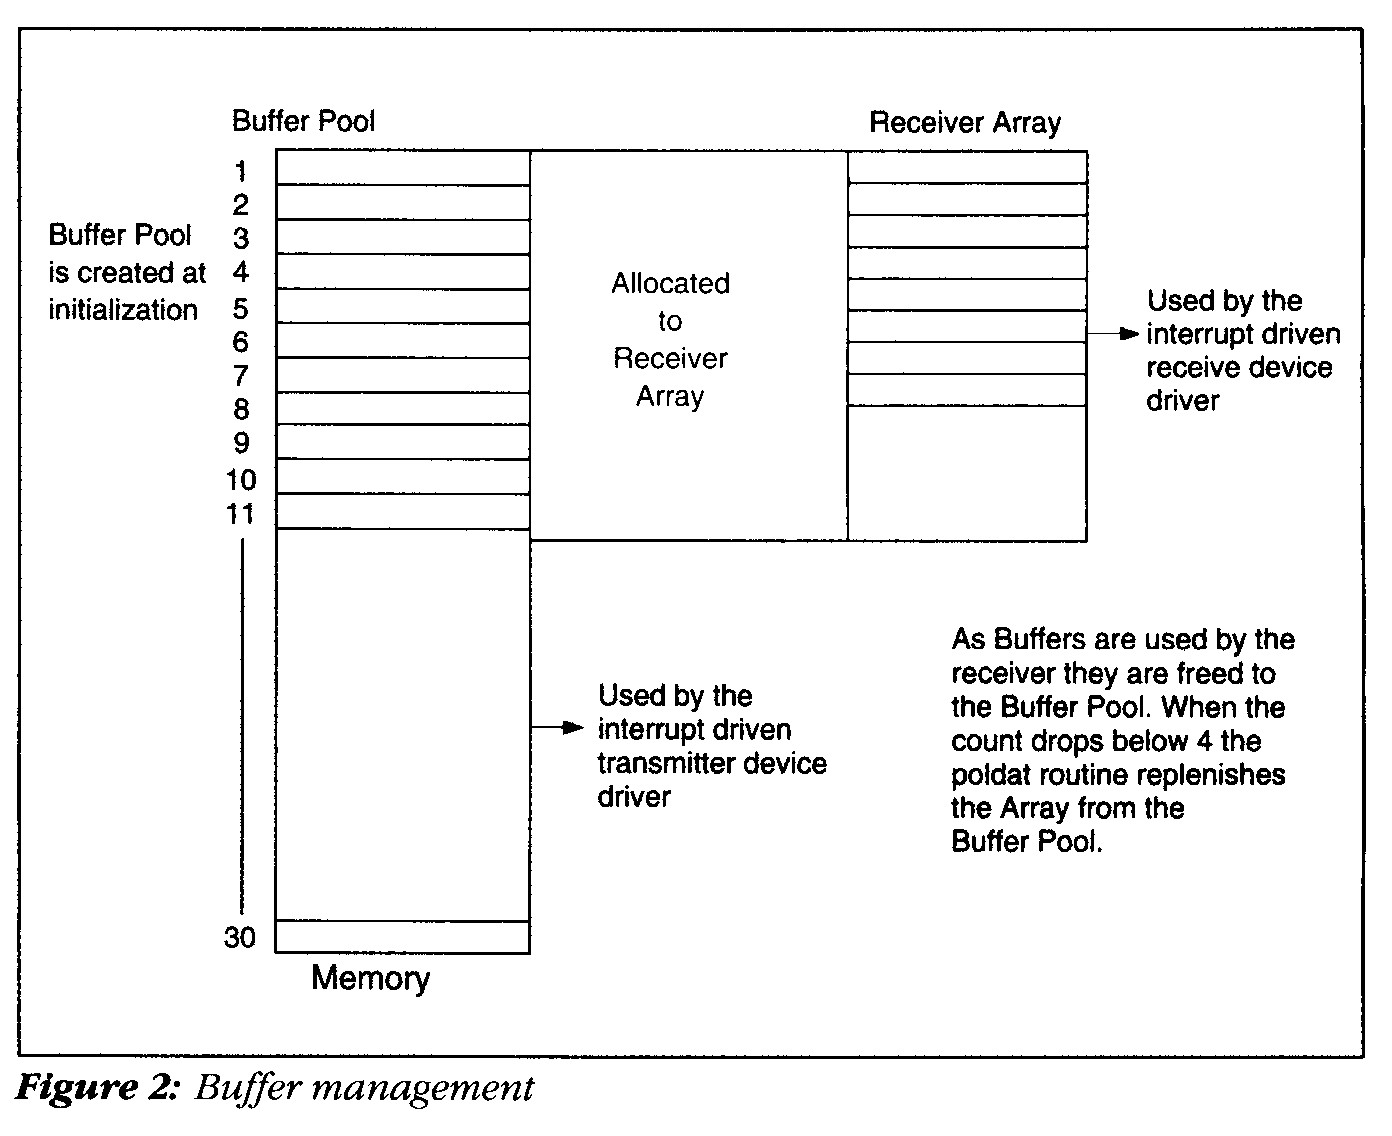 Buffer Pool
Receiver Array
1
2
3
4
5
6
7
8
9
10
11
30
Buffer Pool
is created at
initialization
Allocated
to
Receiver
Array
Used by the
interrupt driven
receive device
driver
Used by the
interrupt driven
transmitter device
driver
As Buffers are used by the
receiver they are freed to
the Buffer Pool. When the
count drops below 4 the
poldat routine replenishes
the Array from the
Buffer Pool.
Memory
Figure 2: Buffer management